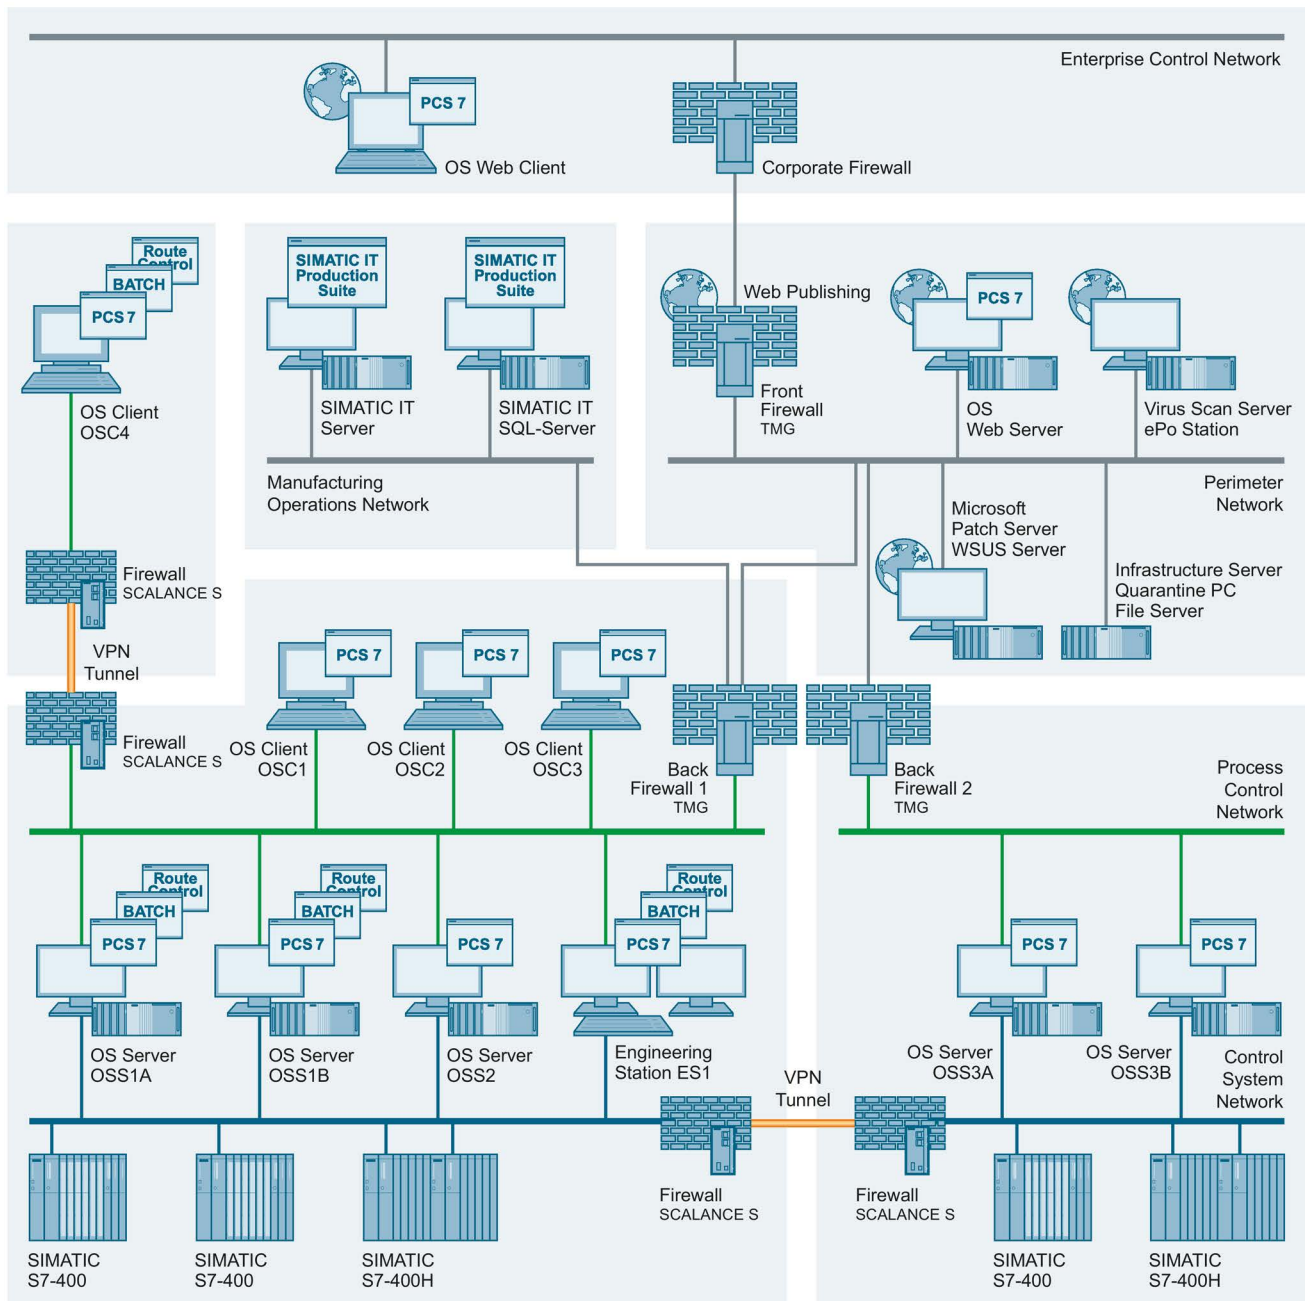 Enterprise Control Network
PCS 7
OS Web Client
Corporate Firewall
Route
Control
BATCH
PCS 7
OS Client
OSC4
SIMATIC IT
Production
Suite
SIMATIC IT
Server
SIMATIC IT
Production
Suite
SIMATIC IT
SQL-Server
Manufacturing
Operations Network
Web Publishing
Front
Firewall
TMG
PCS 7
OS
Web Server
Virus Scan Server
ePo Station
Perimeter
Network
Microsoft
Patch Server
WSUS Server
Infrastructure Server
Quarantine PC
File Server
Firewall
SCALANCE S
VPN
Tunnel
Firewall
SCALANCE S
PCS 7
OS Client
OSC1
PCS 7
OS Client
OSC2
PCS 7
OS Client
OSC3
Back
Firewall 1
TMG
Back
Firewall 2
TMG
Process
Control
Network
Route
Control
BATCH
PCS 7
OS Server
OSS1A
Route
Control
BATCH
PCS 7
OS Server
OSS1B
PCS 7
OS Server
OSS2
Route
Control
BATCH
PCS 7
Engineering
Station ES1
PCS 7
OS Server
OSS3A
PCS 7
OS Server
OSS3B
Control
System
Network
VPN
Tunnel
Firewall
SCALANCE S
Firewall
SCALANCE S
SIMATIC
S7-400
SIMATIC
S7-400
SIMATIC
S7-400H
SIMATIC
S7-400
SIMATIC
S7-400H